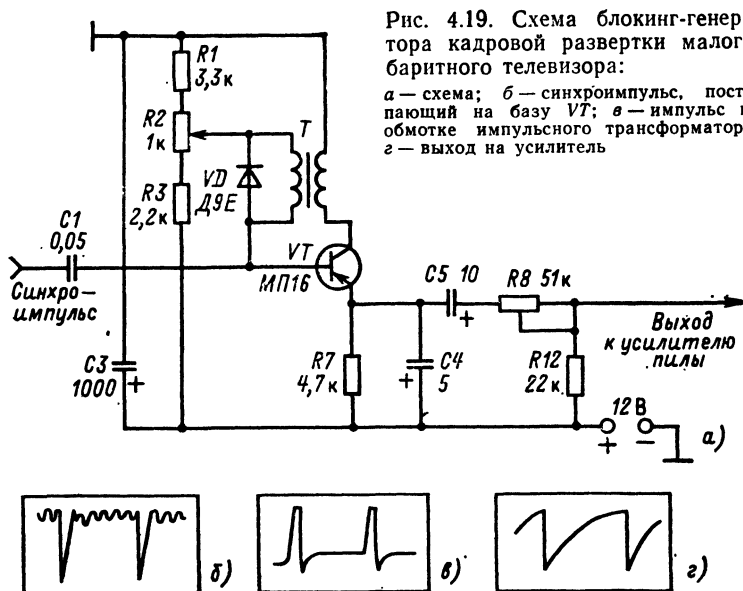 Рис. 4.19. Схема блокинг-генер
тора кадровой развертки малог
баритного телевизора:
а — схема; б — синхроимпульс, пост
пающий на базу VT; в — импульс
обмотке импульсного трансформатор
г — выход на усилитель
R1
3,3к
R2
1к
R3
2,2к
VD
Д9Е
T
C1
0,05
Синхро—
импульс
VT
МП16
C5 10
R8 51к
Выход
к усилителю
пилы
C3
1000
+
R7
4,7к
+
C4
5
+
R12
22к
12В
+ −
а)
б)
в)
г)